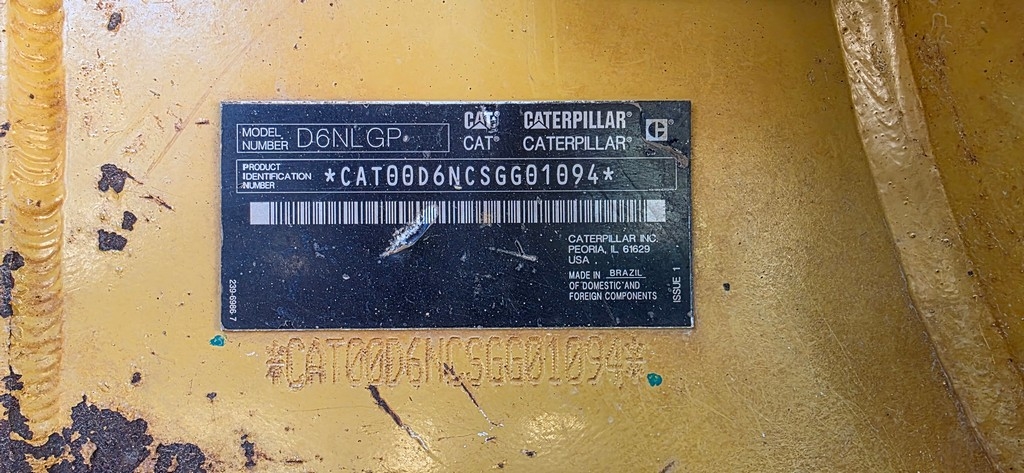 CAT® CATERPILLAR®
MODEL NUMBER D6NLGP
CAT® CATERPILLAR®
PRODUCT IDENTIFICATION NUMBER *CAT00D6NCSGG01094*
CATERPILLAR INC.
PEORIA, IL 61629
USA
MADE IN BRAZIL
OF DOMESTIC AND
FOREIGN COMPONENTS
ISSUE 1
239-6986 7
*CAT00D6NCSGG01094*